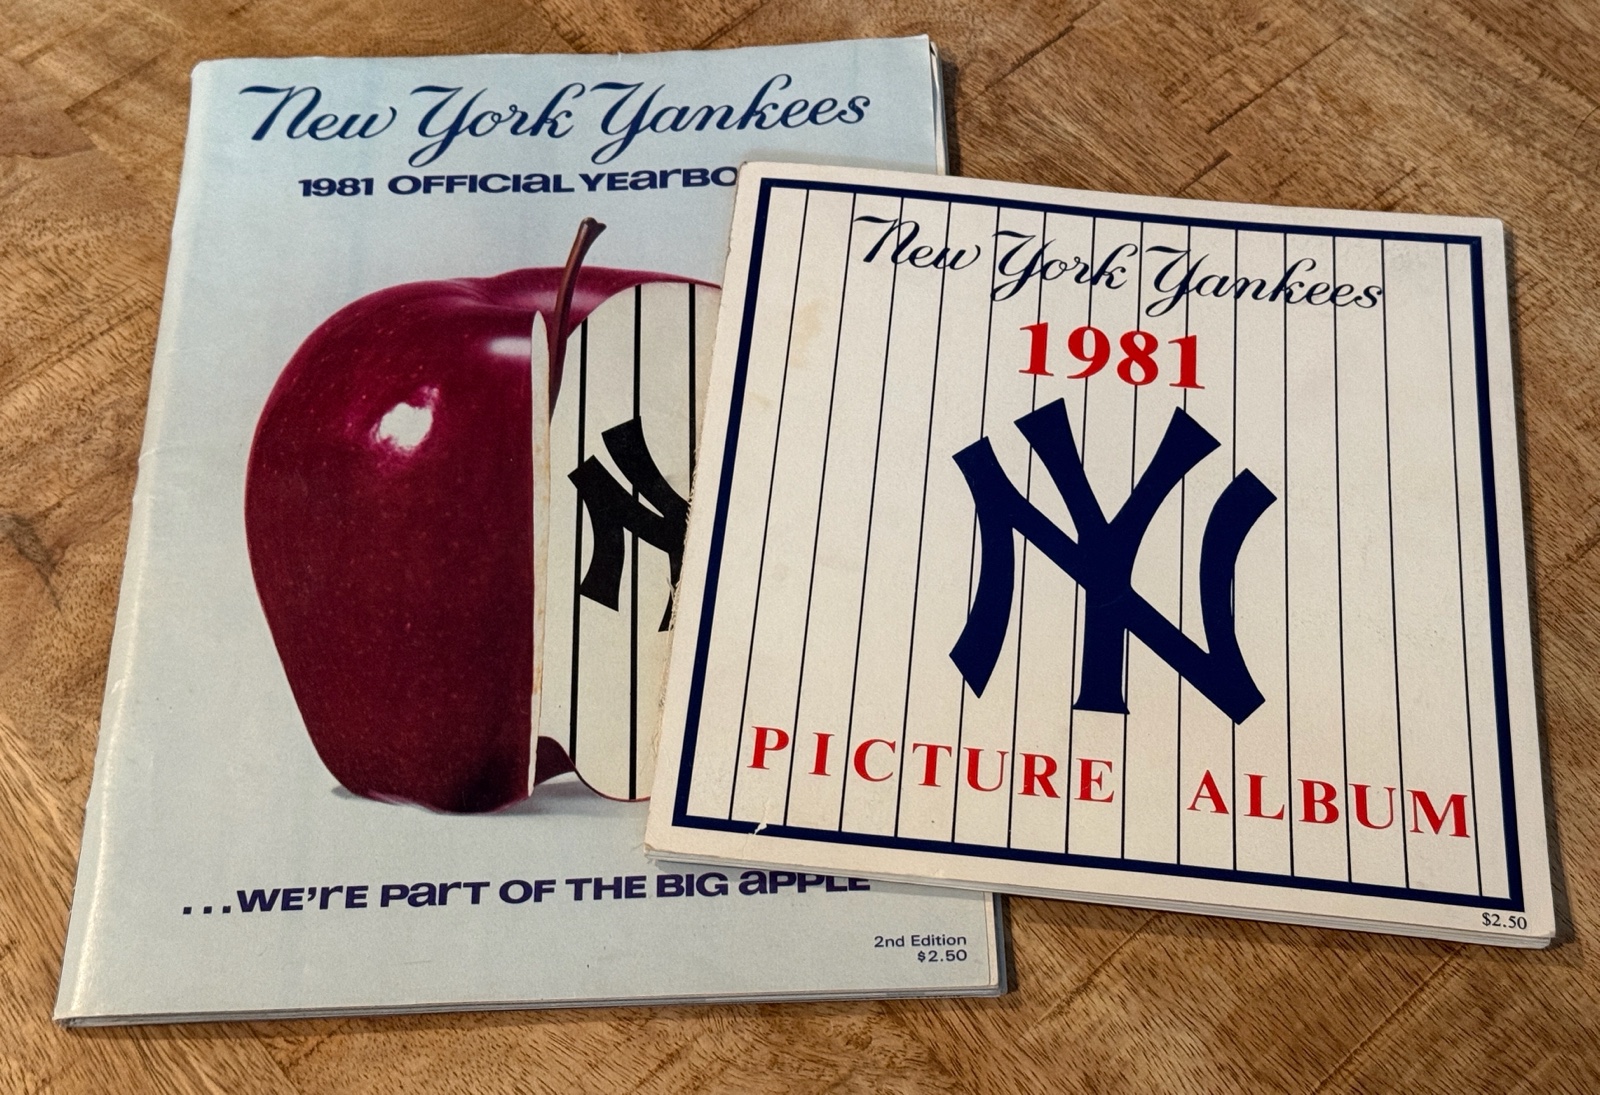 New York Yankees
1981 OFFICIAL YEARBO
NY
...WE'RE PART OF THE BIG APPLE
2nd Edition
$2.50
New York Yankees
1981
NY
PICTURE ALBUM
$2.50